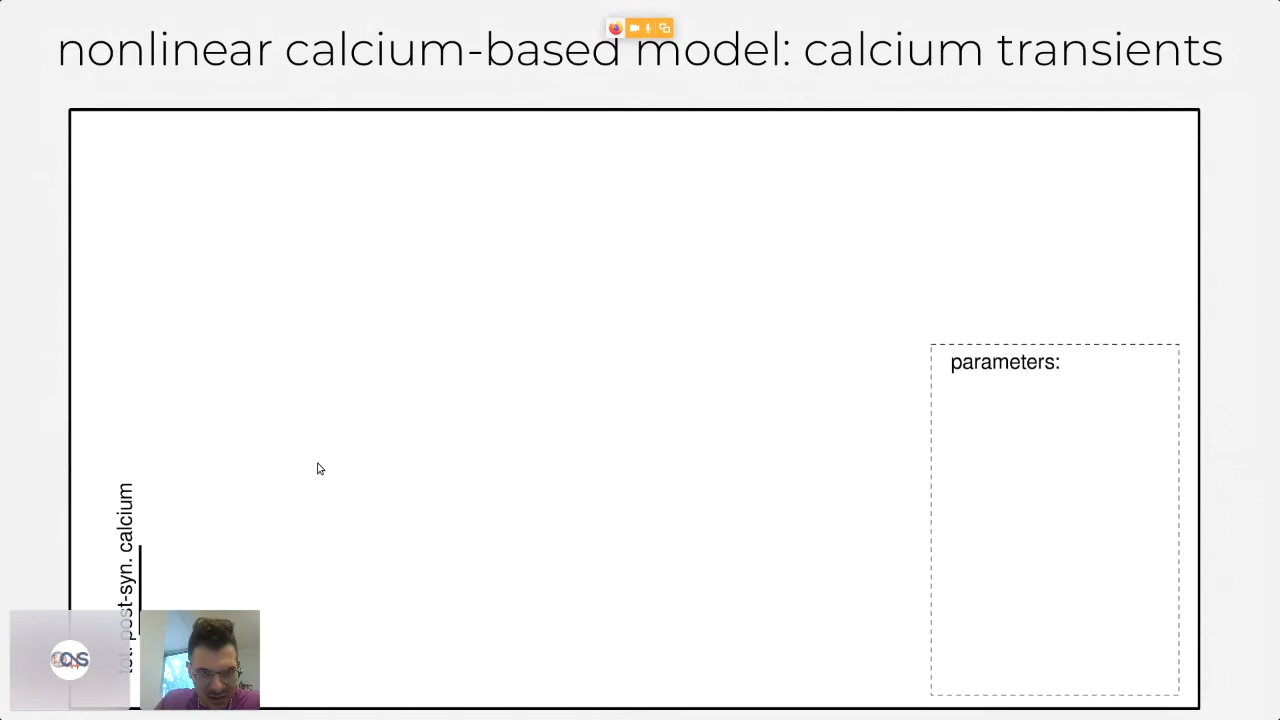 nonlinear calcium-based model: calcium transients
parameters:
tot. post-syn. calcium